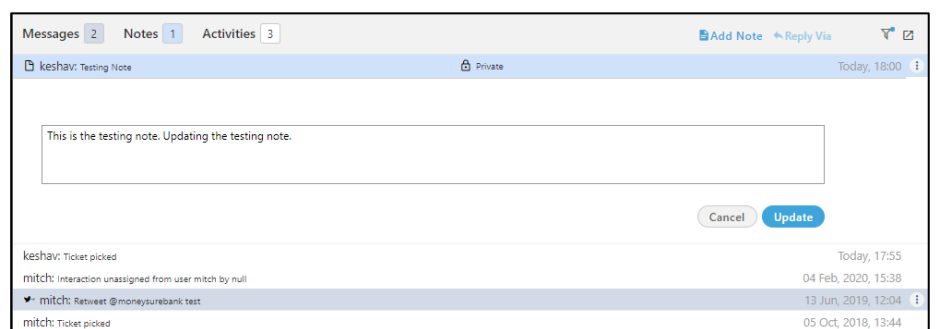 Messages 2 Notes 1 Activities 3 Add Note Reply Via
keshav: Testing Note Private Today, 18:00
This is the testing note. Updating the testing note.
Cancel Update
keshav: Ticket picked Today, 17:55
mitch: Interaction unassigned from user mitch by null 04 Feb, 2020, 15:38
mitch: Retweet @moneysurebank test 13 Jun, 2019, 12:04
mitch: Ticket picked 05 Oct, 2018, 13:44